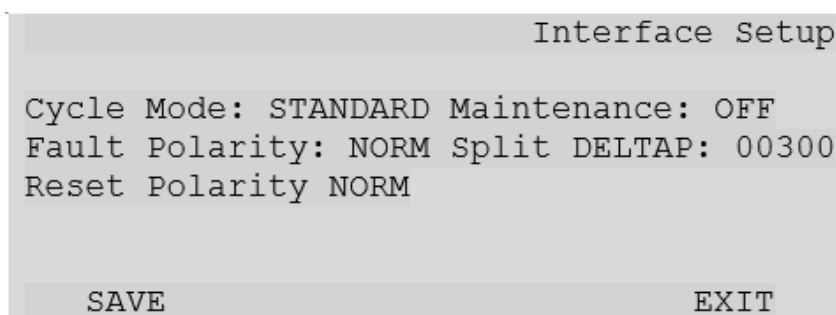 Interface Setup
Cycle Mode: STANDARD Maintenance: OFF
Fault Polarity: NORM Split DELTAP: 00300
Reset Polarity NORM
SAVE EXIT